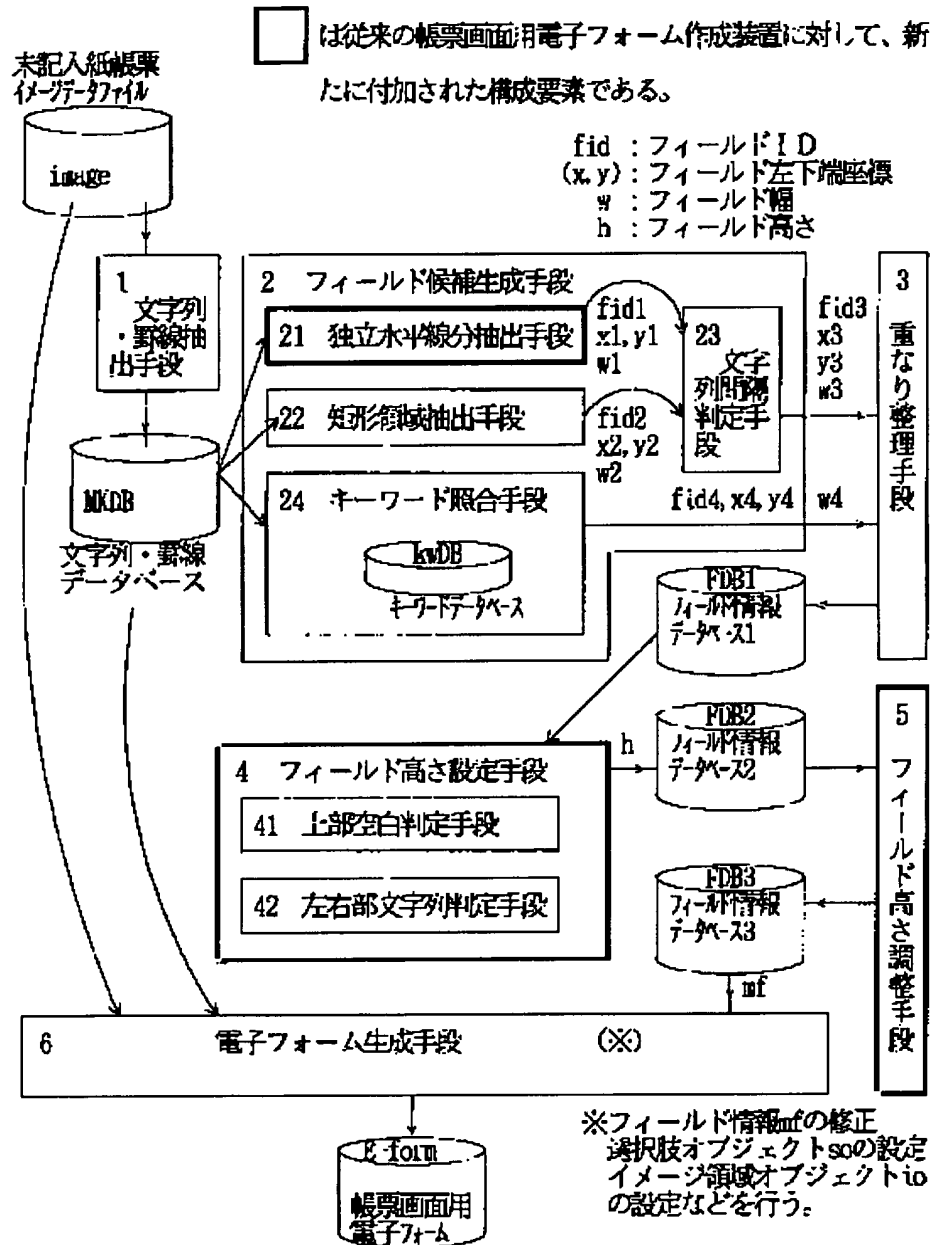 は従来の帳票画面用電子フォーム作成装置に対して、新
たに付加された構成要素である。
未記入紙帳票
イメージデータファイル
image
fid : フィールドID
(x,y) : フィールド左下端座標
w : フィールド幅
h : フィールド高さ
1
文字列
・罫線抽
出手段
MKDB
文字列・罫線
データベース
2 フィールド候補生成手段
21 独立水平線分抽出手段
fid1
x1,y1
w1
22 矩形領域抽出手段
fid2
x2,y2
w2
23
文字
列間隔
判定手
段
24 キーワード照合手段
kwDB
キーワードデータベース
fid3
x3
y3
w3
fid4,x4,y4 w4
3
重なり整理手段
FDB1
フィールド情報
データベース1
4 フィールド高さ設定手段
41 上部空白判定手段
42 左右部文字列判定手段
h
FDB2
フィールド情報
データベース2
5
フィールド高さ調整手段
FDB3
フィールド情報
データベース3
mf
6 電子フォーム生成手段 (※)
E-form
帳票画面用
電子フォーム
※フィールド情報mfの修正
選択肢オブジェクトsoの設定
イメージ領域オブジェクトio
の設定などを行う。